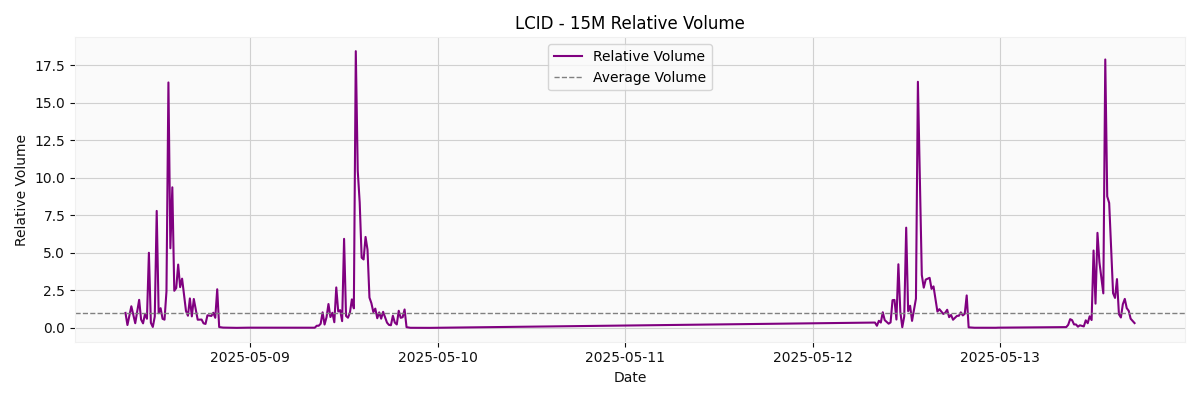 LCID - 15M Relative Volume
Relative Volume
Average Volume
17.5
15.0
12.5
10.0
7.5
5.0
2.5
0.0
Relative Volume
2025-05-09
2025-05-10
2025-05-11
2025-05-12
2025-05-13
Date